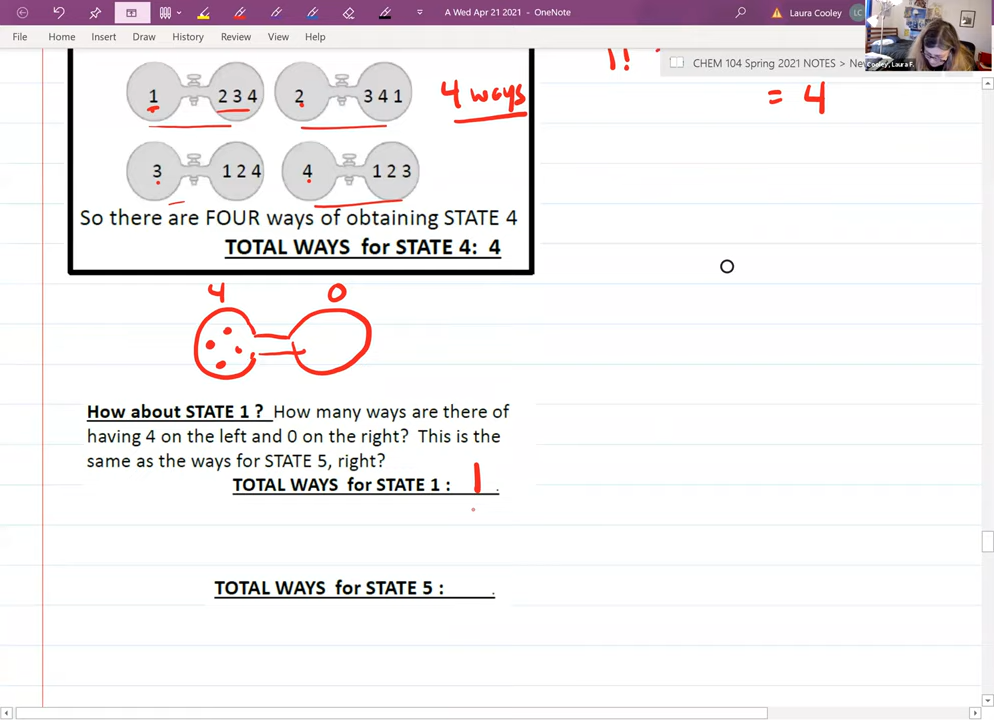 A Wed Apr 21 2021 - OneNote
Laura Cooley
LC
File Home Insert Draw History Review View Help
CHEM 104 Spring 2021 NOTES >
Cooley, Laura F.
1 2 3 4 2 3 4 1
4 ways
1!
= 4
3 1 2 4 4 1 2 3
So there are FOUR ways of obtaining STATE 4
TOTAL WAYS for STATE 4: 4
4 0
How about STATE 1 ? How many ways are there of
having 4 on the left and 0 on the right? This is the
same as the ways for STATE 5, right?
TOTAL WAYS for STATE 1 : 1 .
TOTAL WAYS for STATE 5 : .